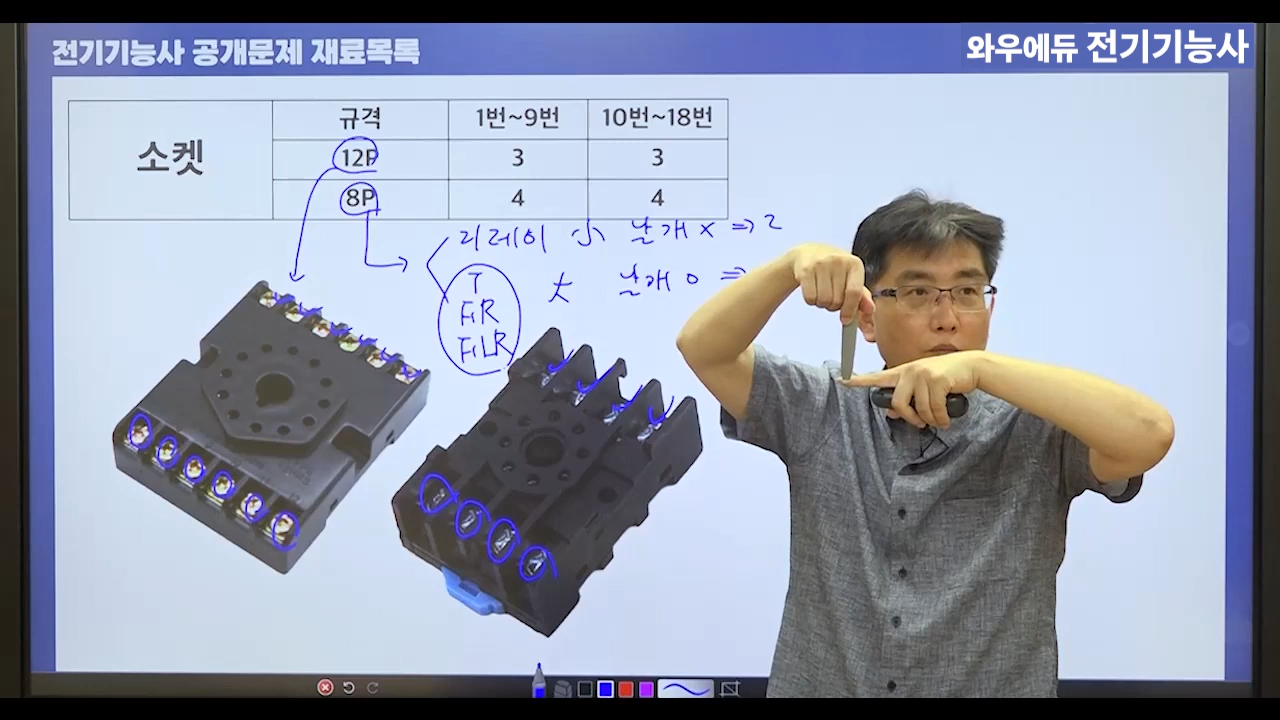 전기기능사 공개문제 재료목록
와우에듀 전기기능사
소켓 규격 1번~9번 10번~18번
12P 3 3
8P 4 4
리레이 小 날개 x ⇒ 2
T 大 날개 o ⇒
FR
FLR